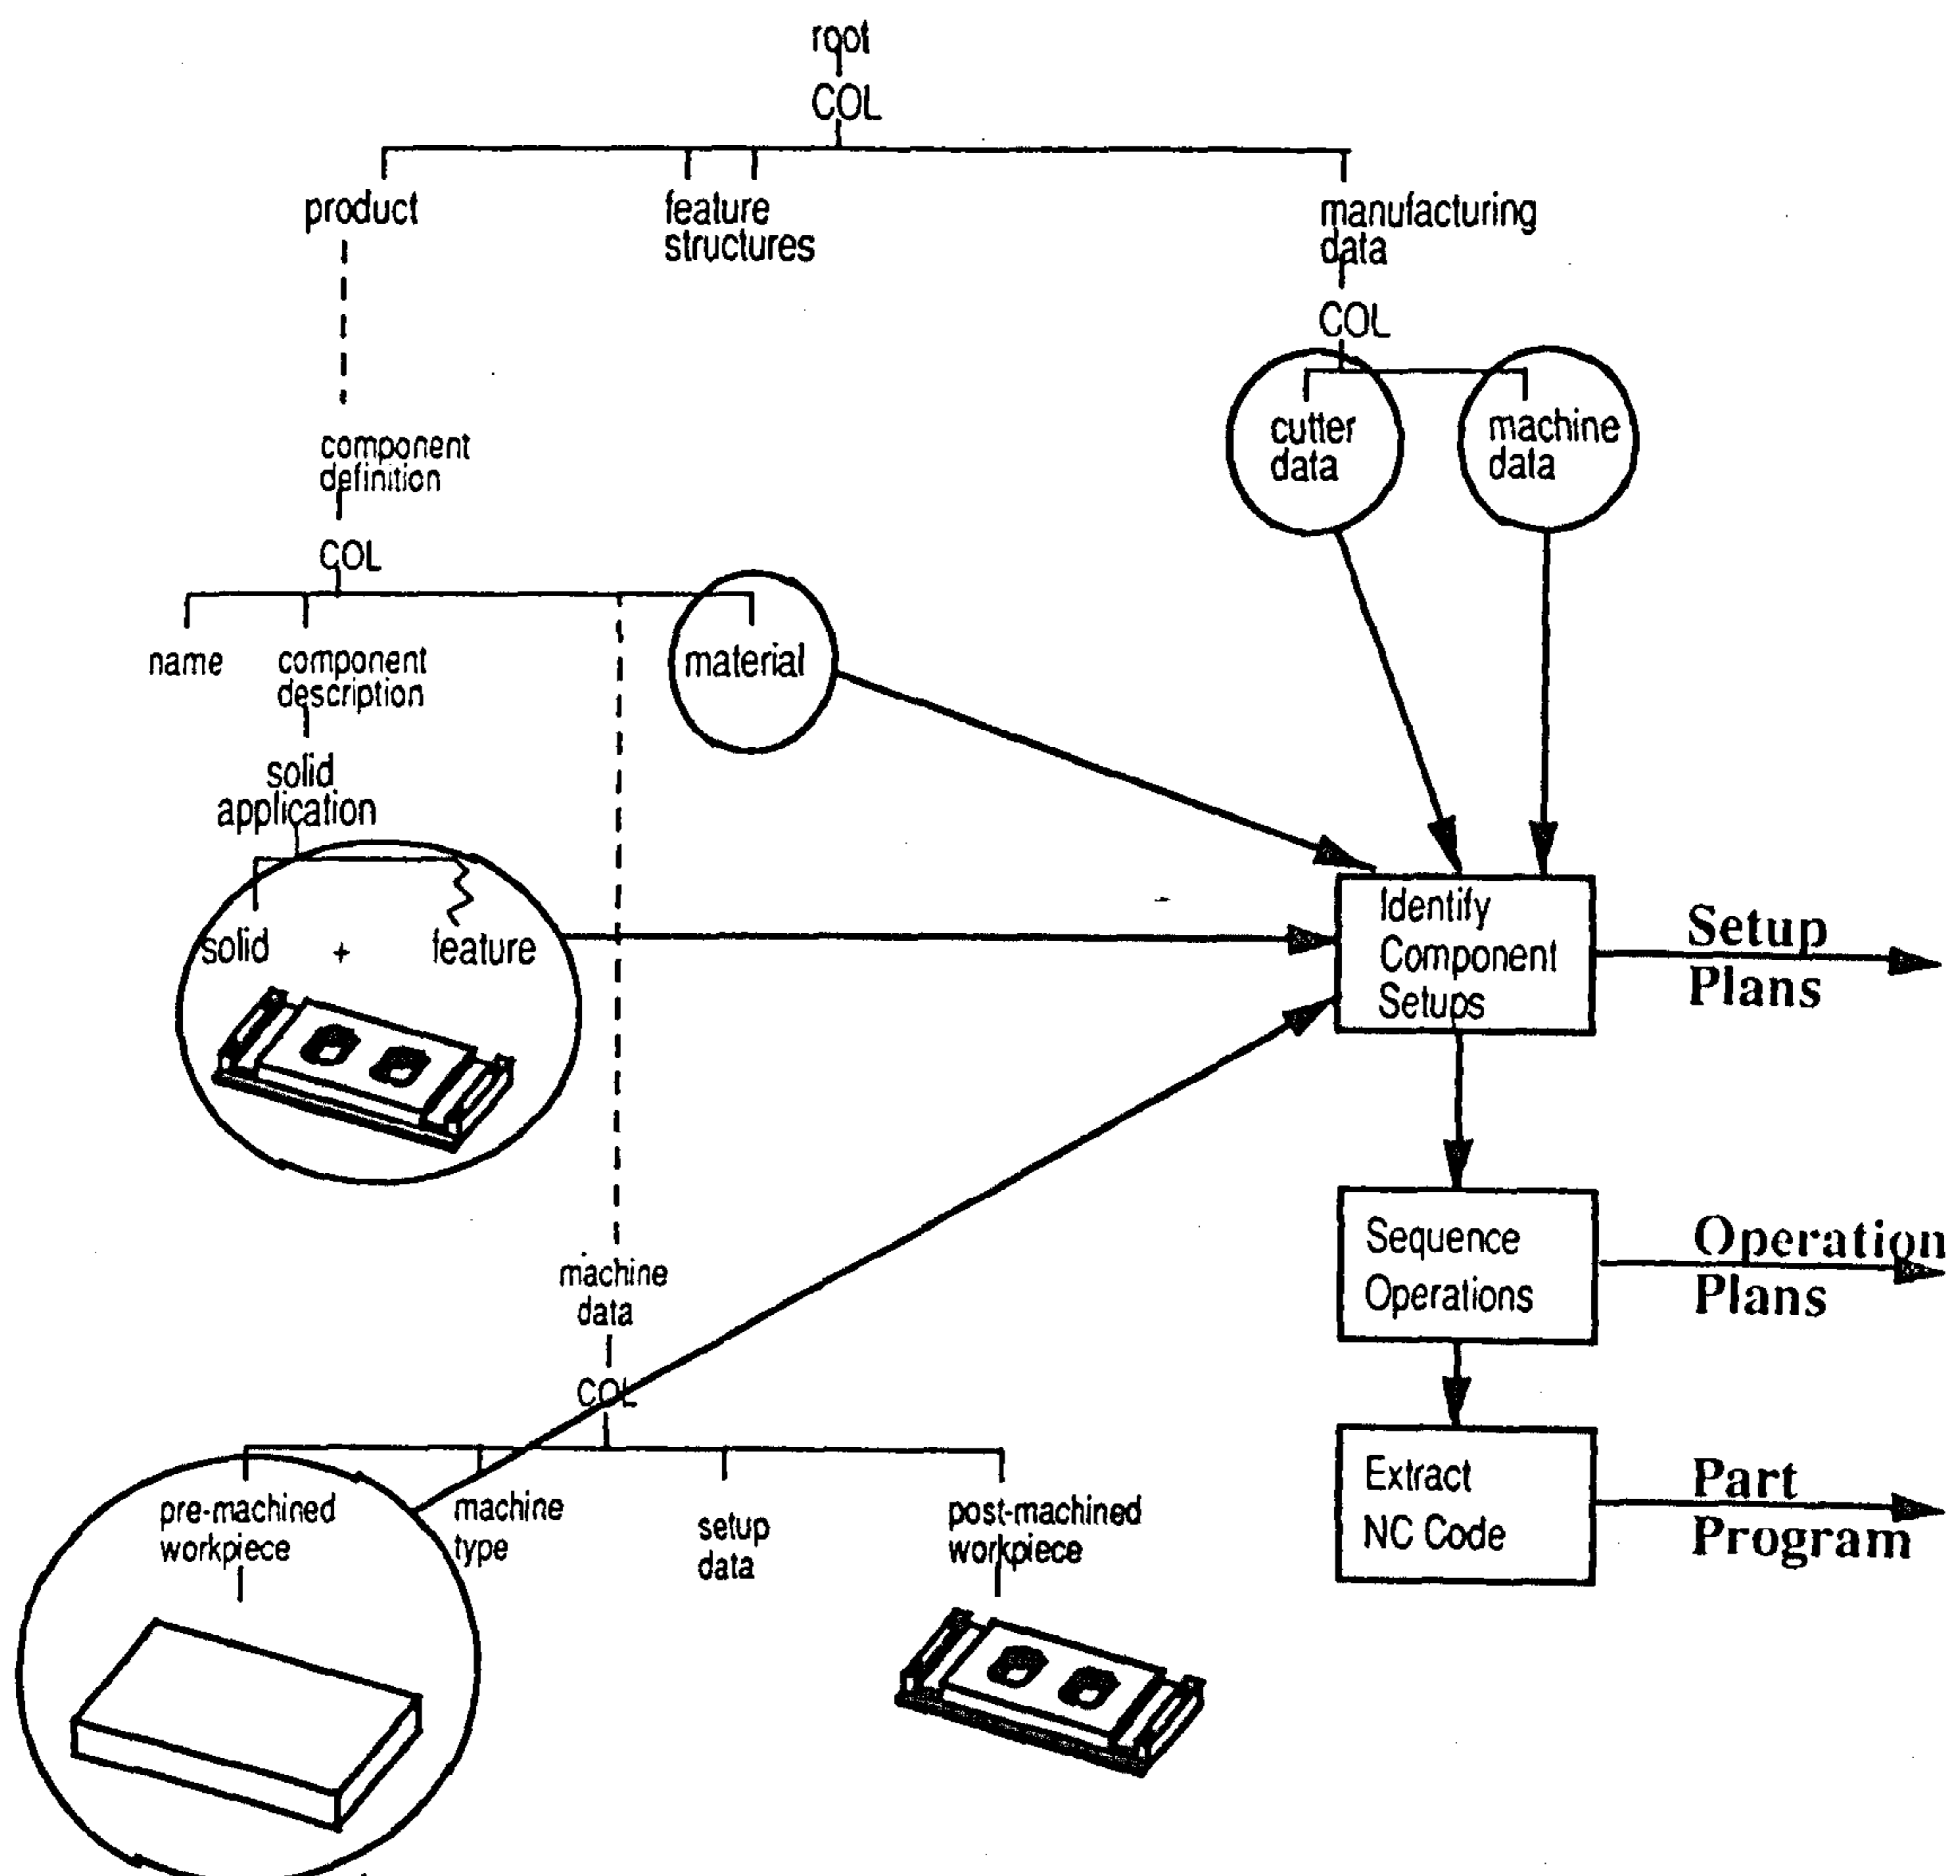 root
COL
product
feature
structures
manufacturing
data
COL
cutter
data
machine
data
component
definition
COL
name
component
description
material
solid
application
solid + feature
Identify
Component
Setups
Setup
Plans
Sequence
Operations
Operation
Plans
machine
data
COL
Extract
NC Code
Part
Program
pre-machined
workpiece
machine
type
setup
data
post-machined
workpiece